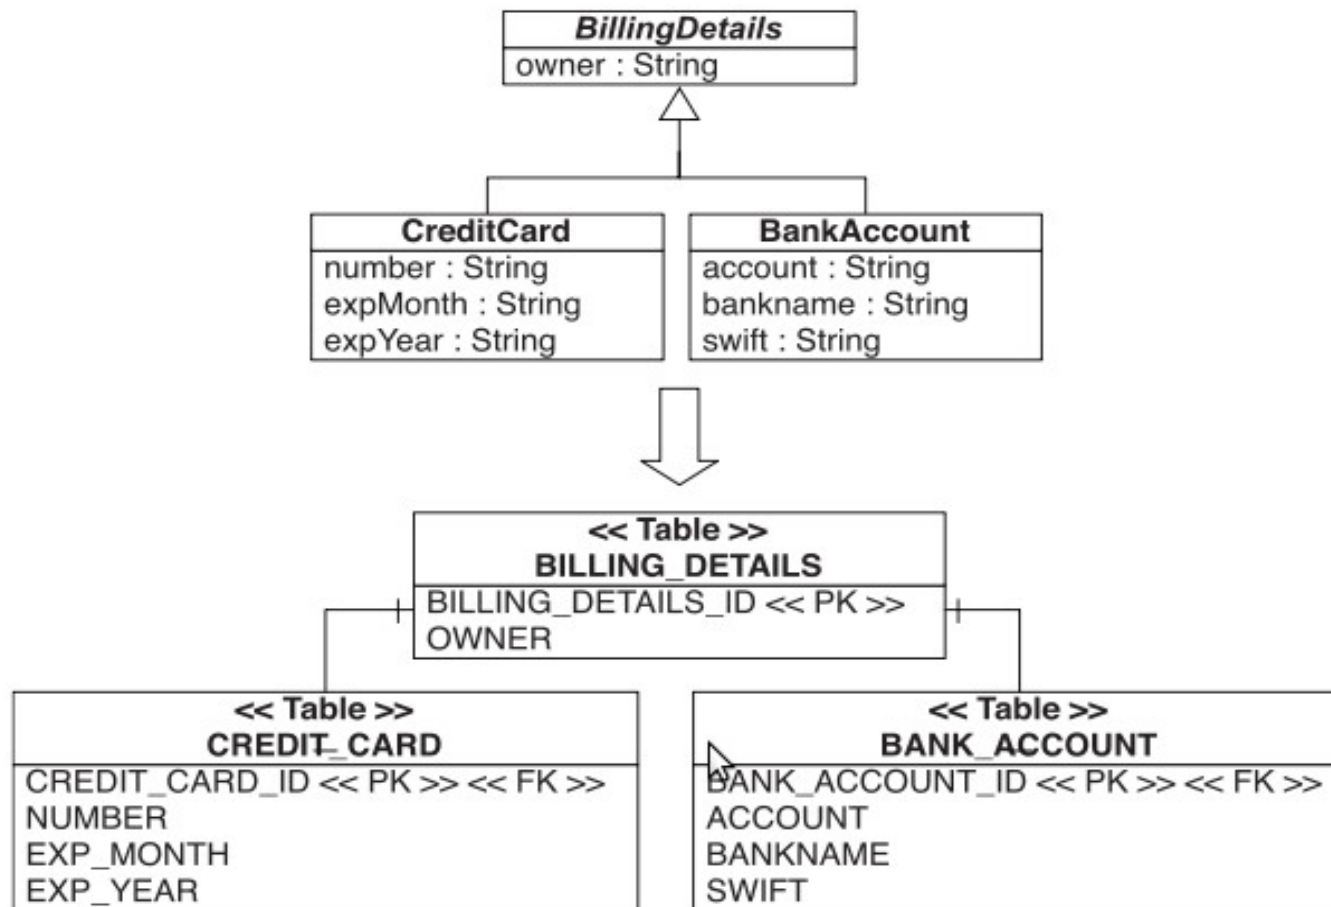 BillingDetails
owner : String
CreditCard
number : String
expMonth : String
expYear : String
BankAccount
account : String
bankname : String
swift : String
<< Table >>
BILLING_DETAILS
BILLING_DETAILS_ID << PK >>
OWNER
<< Table >>
CREDIT_CARD
CREDIT_CARD_ID << PK >> << FK >>
NUMBER
EXP_MONTH
EXP_YEAR
<< Table >>
BANK_ACCOUNT
BANK_ACCOUNT_ID << PK >> << FK >>
ACCOUNT
BANKNAME
SWIFT